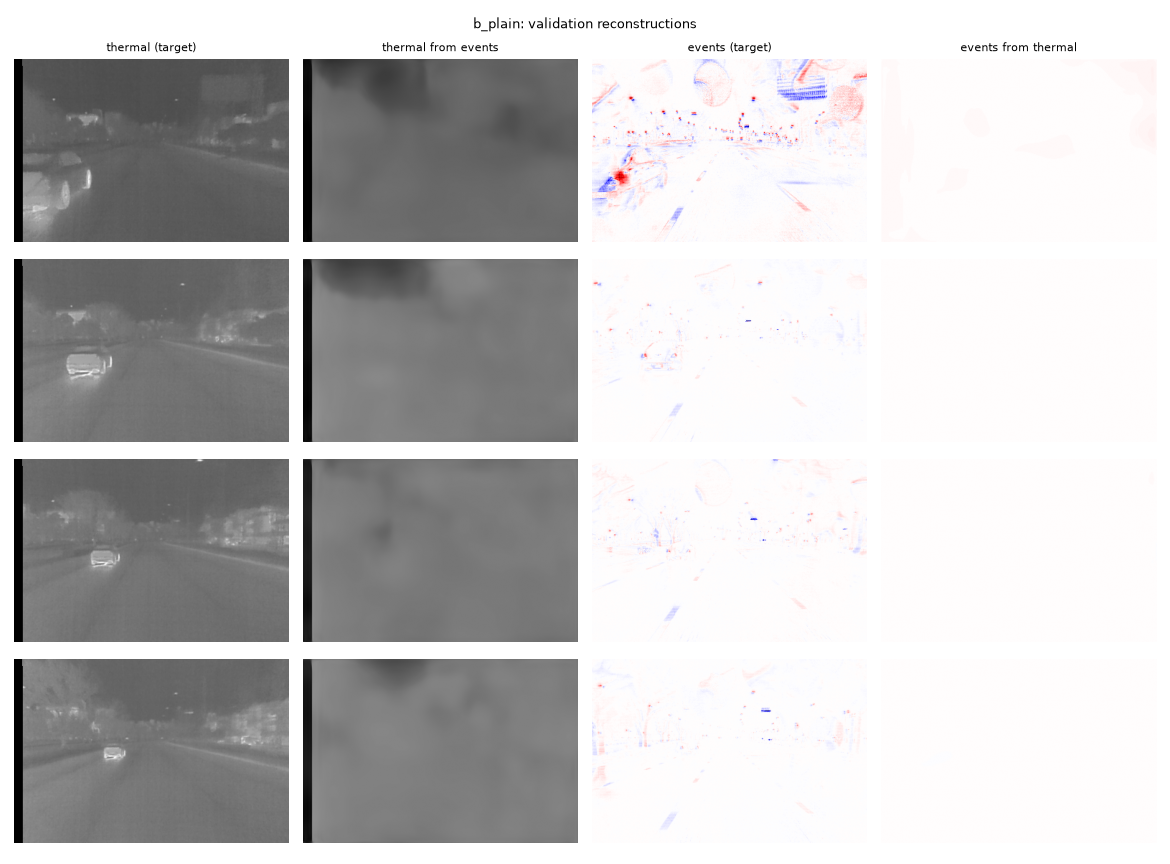 b_plain: validation reconstructions
thermal (target)
thermal from events
events (target)
events from thermal